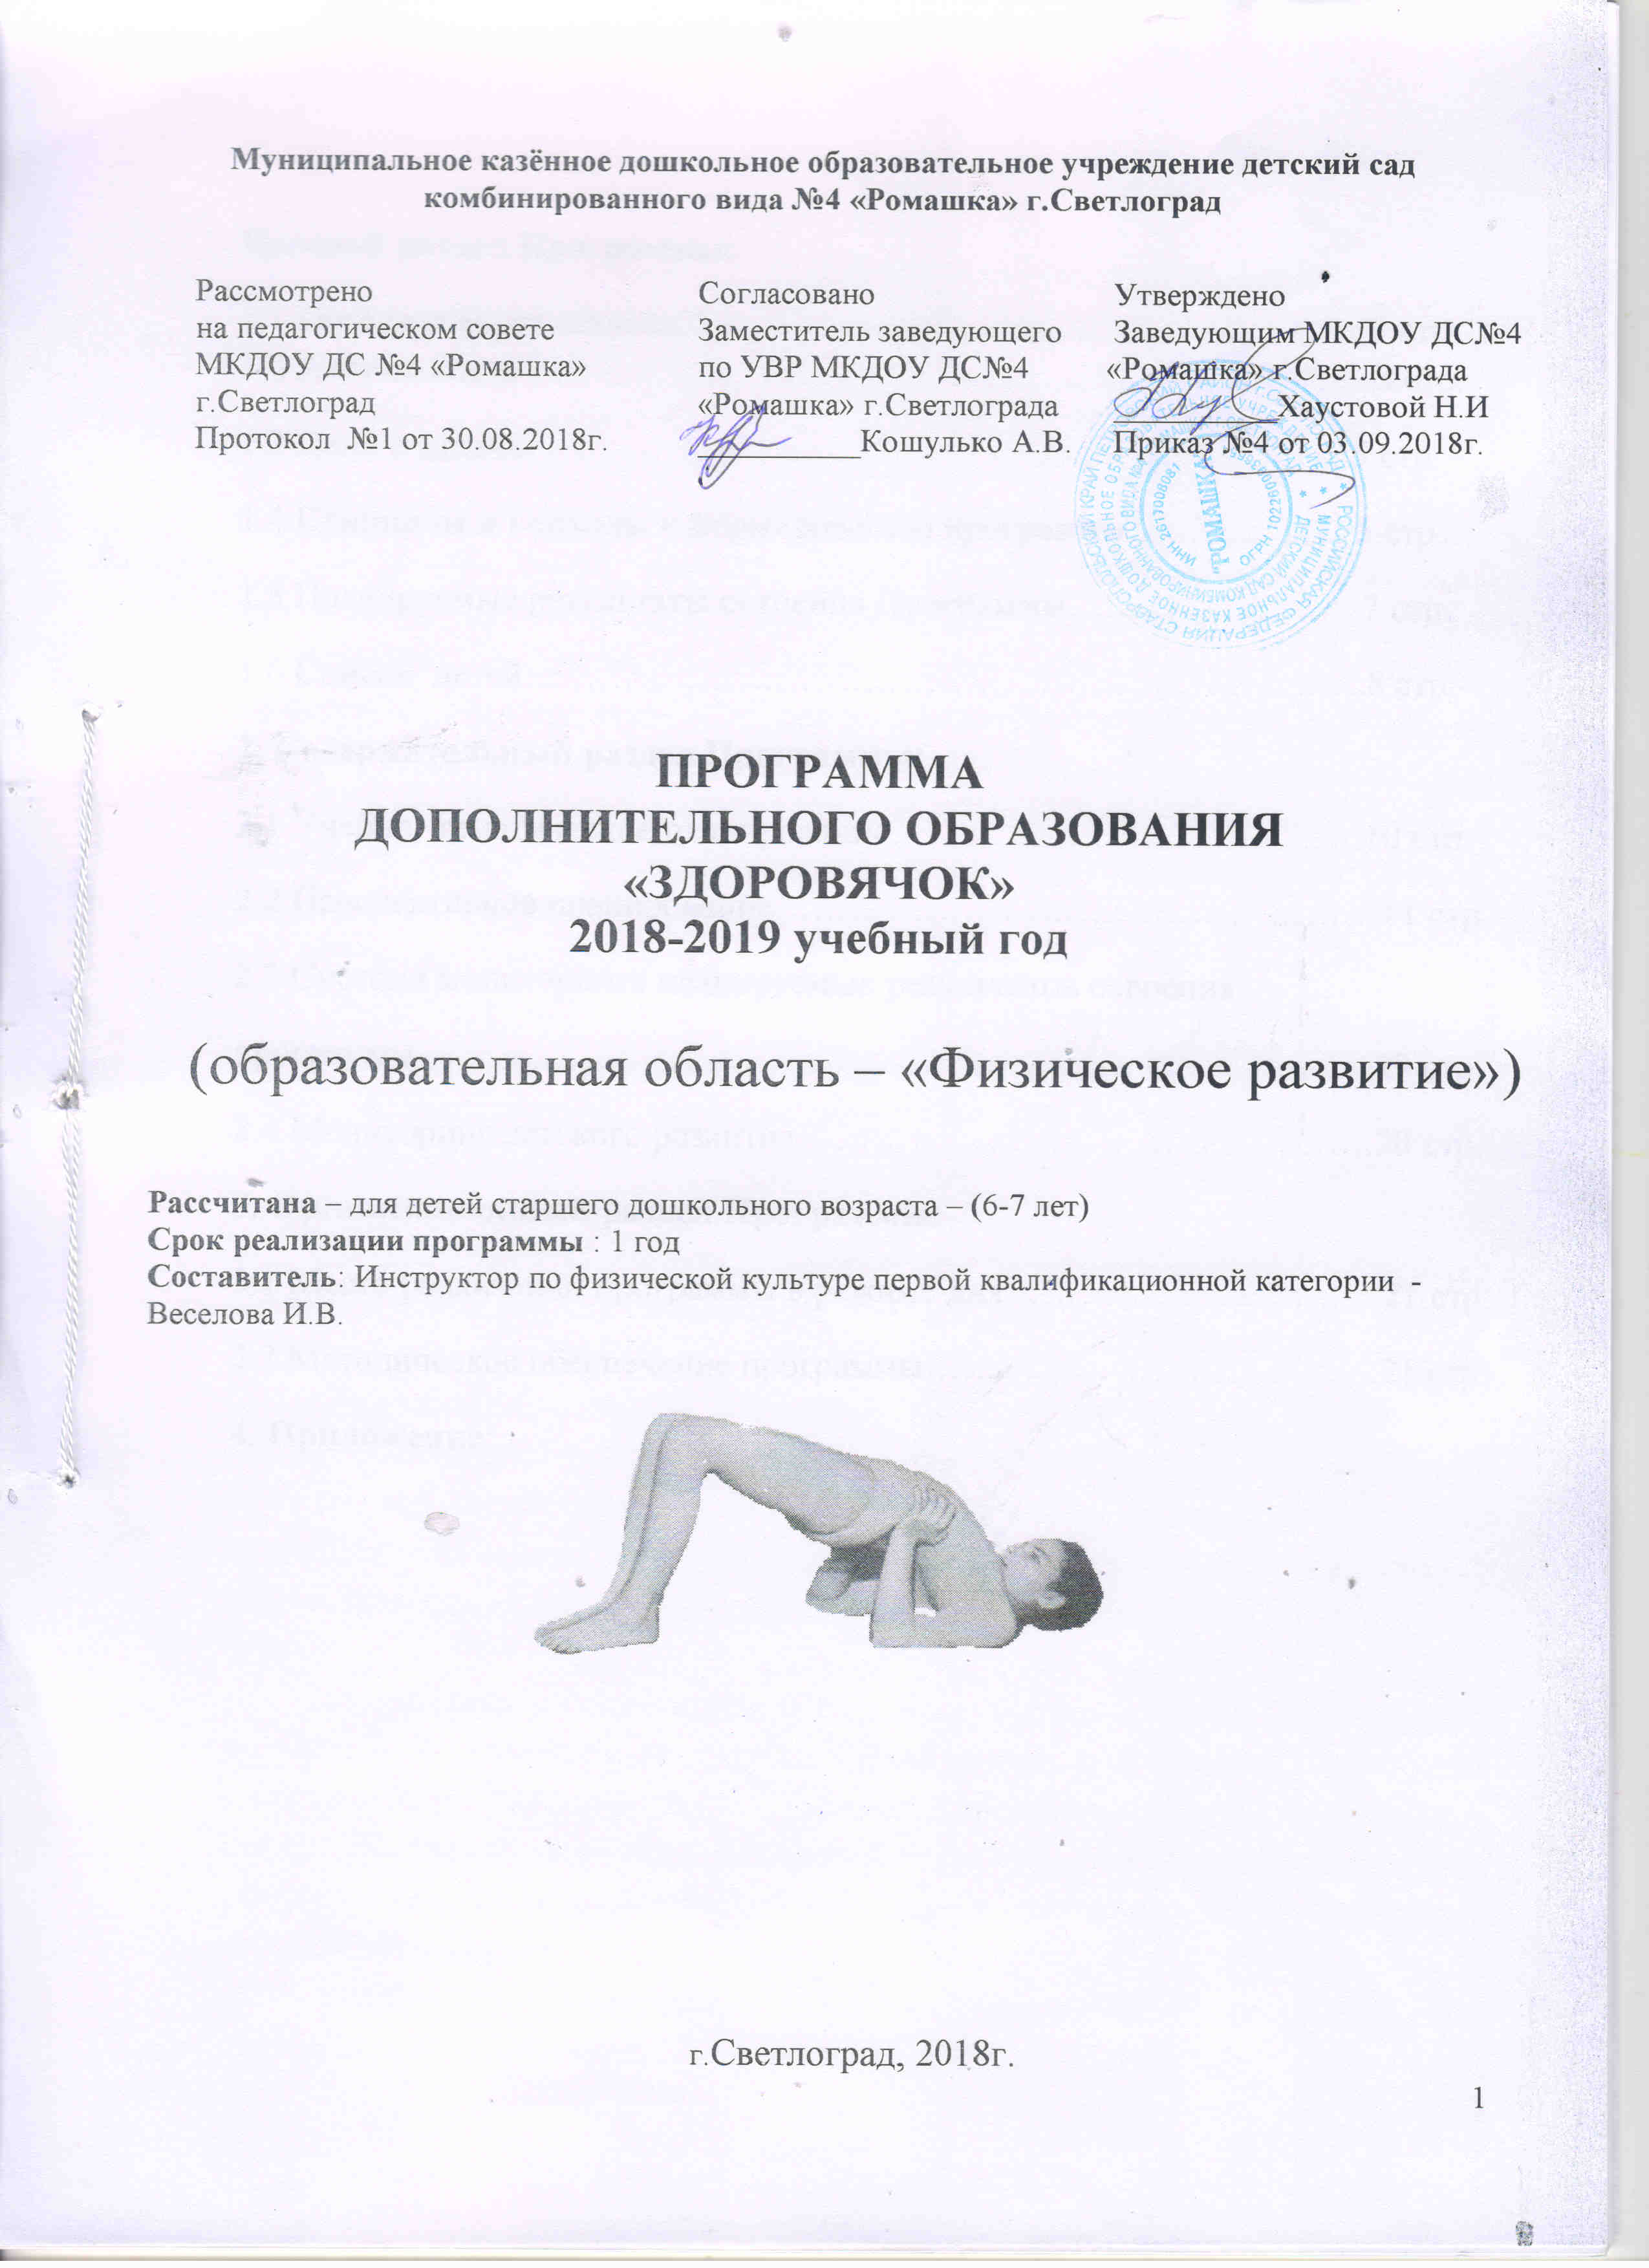 Муниципальное казённое дошкольное образовательное учреждение детский сад
комбинированного вида №4 «Ромашка» г.Светлоград
Рассмотрено
на педагогическом совете
МКДОУ ДС №4 «Ромашка»
г.Светлоград
Протокол №1 от 30.08.2018г.
Согласовано
Заместитель заведующего
по УВР МКДОУ ДС№4
«Ромашка» г.Светлограда
__________Кошулько А.В.
Утверждено
Заведующим МКДОУ ДС№4
«Ромашка» г.Светлограда
__________Хаустовой Н.И
Приказ №4 от 03.09.2018г.
"РОМАШКА"
ПРОГРАММА
ДОПОЛНИТЕЛЬНОГО ОБРАЗОВАНИЯ
«ЗДОРОВЯЧОК»
2018-2019 учебный год
(образовательная область – «Физическое развитие»)
Рассчитана – для детей старшего дошкольного возраста – (6-7 лет)
Срок реализации программы : 1 год
Составитель: Инструктор по физической культуре первой квалификационной категории -
Веселова И.В.
г.Светлоград, 2018г.
1